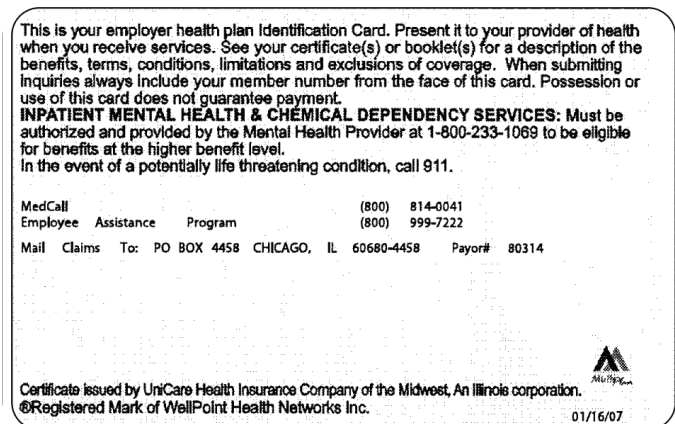 This is your employer health plan Identification Card. Present it to your provider of health
when you receive services. See your certificate(s) or booklet(s) for a description of the
benefits, terms, conditions, limitations and exclusions of coverage. When submitting
inquiries always include your member number from the face of this card. Possession or
use of this card does not guarantee payment.
INPATIENT MENTAL HEALTH & CHEMICAL DEPENDENCY SERVICES: Must be
authorized and provided by the Mental Health Provider at 1-800-233-1069 to be eligible
for benefits at the higher benefit level.
In the event of a potentially life threatening condition, call 911.
MedCall (800) 814-0041
Employee Assistance Program (800) 999-7222
Mail Claims To: PO BOX 4458 CHICAGO, IL 60680-4458 Payor# 80314
MultiPlan
Certificate issued by UniCare Health Insurance Company of the Midwest, An Illinois corporation.
®Registered Mark of WellPoint Health Networks Inc.
01/16/07